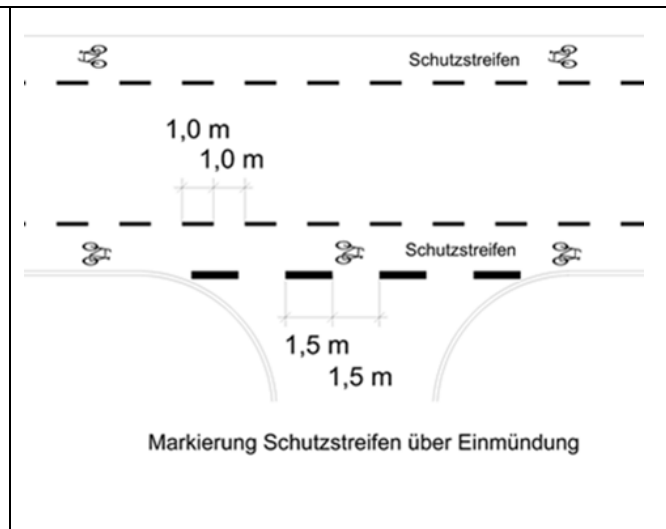 Schutzstreifen
1,0 m
1,0 m
Schutzstreifen
1,5 m
1,5 m
Markierung Schutzstreifen über Einmündung